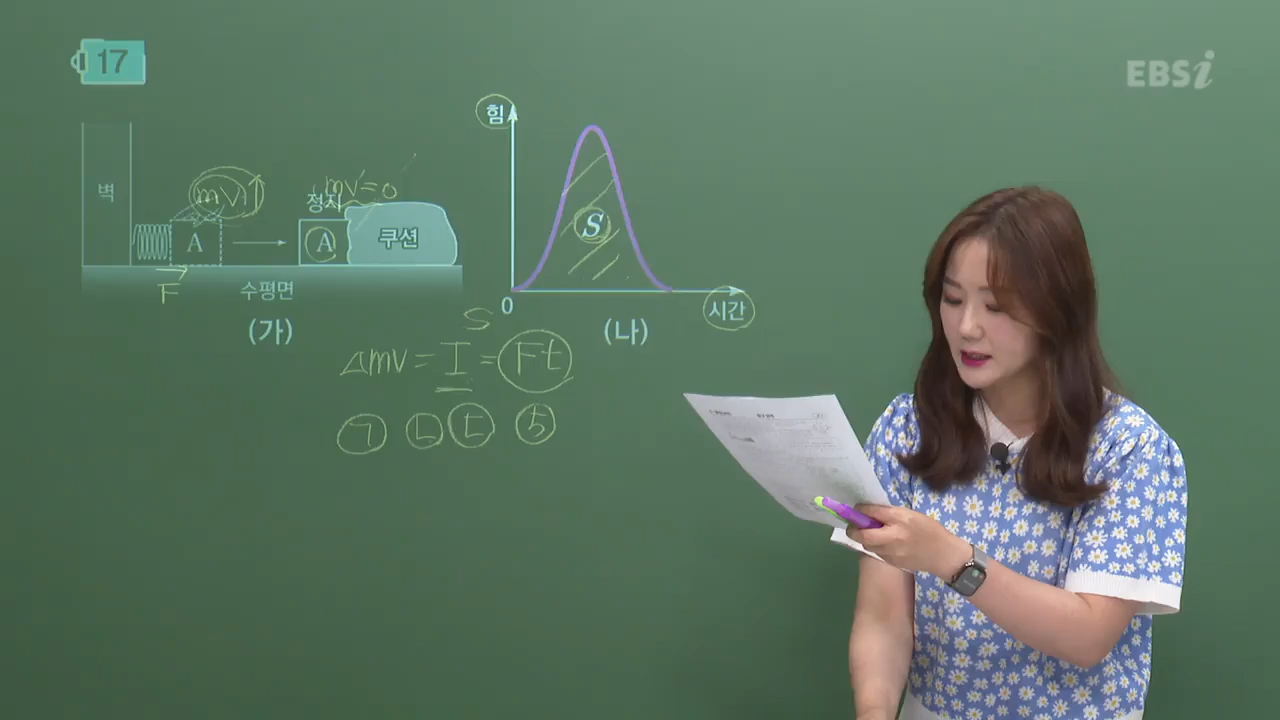 17
EBSi
힘
벽
mv↑
mv'=0
정지
A
A
쿠션
S
F
수평면
0
시간
(가)
(나)
S
△mv = I = Ft
ㄱ ㄴ ㄷ 5